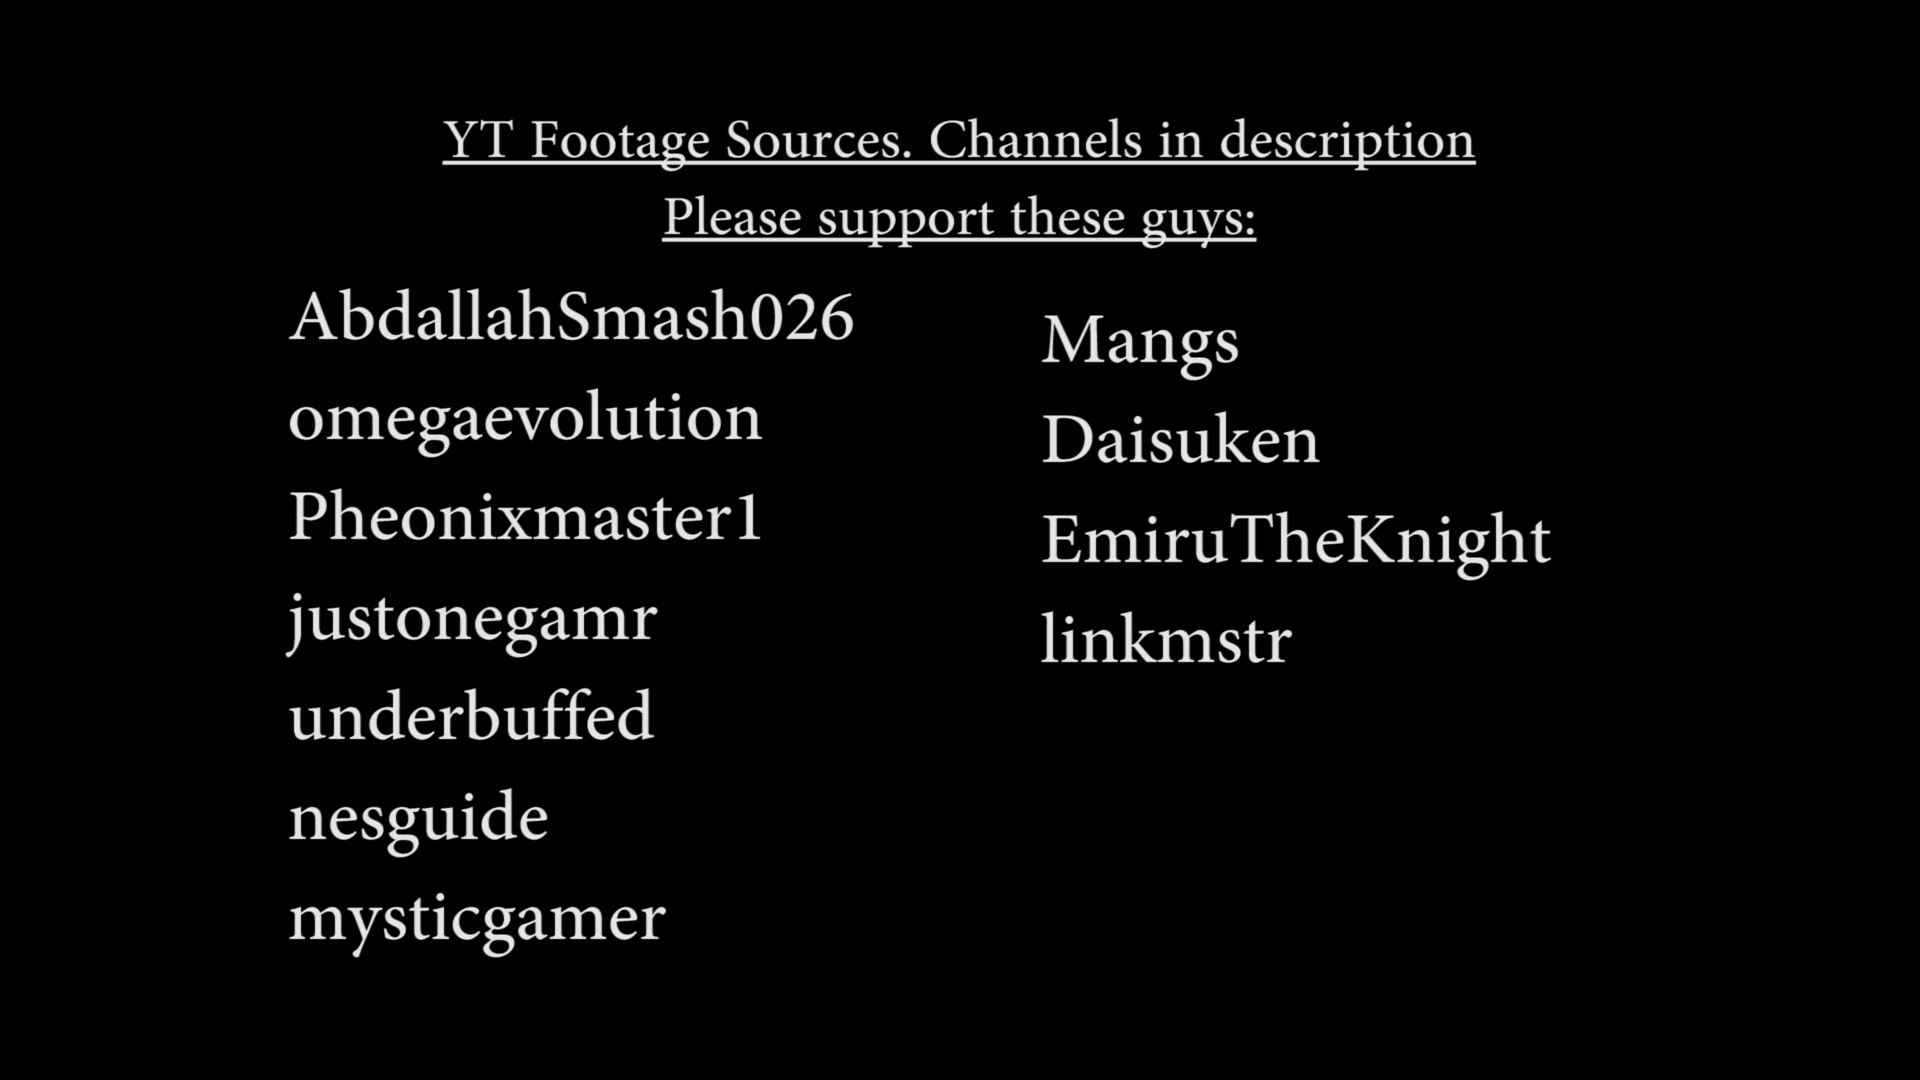 YT Footage Sources. Channels in description
Please support these guys:
AbdallahSmash026
omegaevolution
Pheonixmaster1
justonegamr
underbuffed
nesguide
mysticgamer
Mangs
Daisuken
EmiruTheKnight
linkmstr